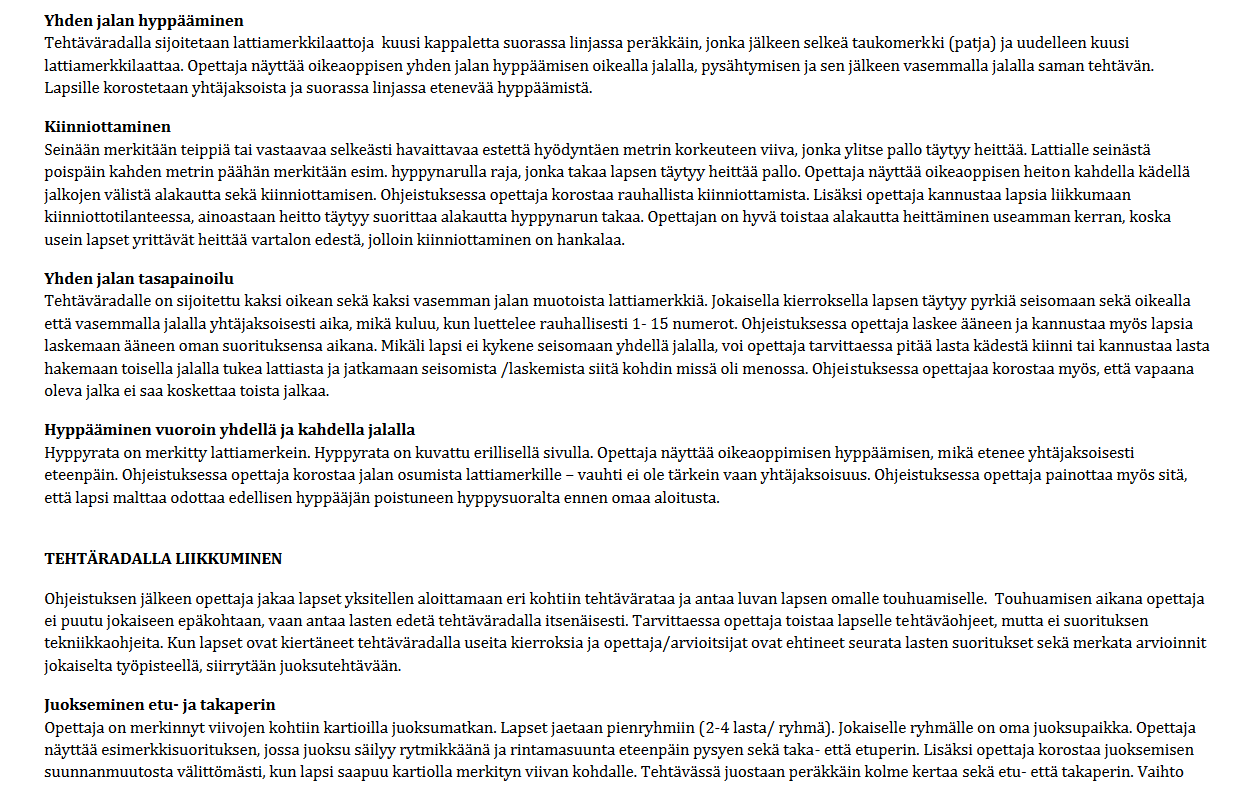 Yhden jalan hyppääminen
Tehtäväradalla sijoitetaan lattiamerkkilaattoja  kuusi kappaletta suorassa linjassa peräkkäin, jonka jälkeen selkeä taukomerkki (patja) ja uudelleen kuusi
lattiamerkkilaattaa. Opettaja näyttää oikeaoppisen yhden jalan hyppäämisen oikealla jalalla, pysähtymisen ja sen jälkeen vasemmalla jalalla saman tehtävän.
Lapsille korostetaan yhtäjaksoista ja suorassa linjassa etenevää hyppäämistä.
Kiinniottaminen
Seinään merkitään teippiä tai vastaavaa selkeästi havaittavaa estettä hyödyntäen metrin korkeuteen viiva, jonka ylitse pallo täytyy heittää. Lattialle seinästä
poispäin kahden metrin päähän merkitään esim. hyppynarulla raja, jonka takaa lapsen täytyy heittää pallo. Opettaja näyttää oikeaoppisen heiton kahdella kädellä
jalkojen välistä alakautta sekä kiinniottamisen. Ohjeistuksessa opettaja korostaa rauhallista kiinniottamista. Lisäksi opettaja kannustaa lapsia liikkumaan
kiinniottotilanteessa, ainoastaan heitto täytyy suorittaa alakautta hyppynarun takaa. Opettajan on hyvä toistaa alakautta heittäminen useamman kerran, koska
usein lapset yrittävät heittää vartalon edestä, jolloin kiinniottaminen on hankalaa.
Yhden jalan tasapainoilu
Tehtäväradalle on sijoitettu kaksi oikean sekä kaksi vasemman jalan muotoista lattiamerkkiä. Jokaisella kierroksella lapsen täytyy pyrkiä seisomaan sekä oikealla
että vasemmalla jalalla yhtäjaksoisesti aika, mikä kuluu, kun luettelee rauhallisesti 1- 15 numerot. Ohjeistuksessa opettaja laskee ääneen ja kannustaa myös lapsia
laskemaan ääneen oman suorituksensa aikana. Mikäli lapsi ei kykene seisomaan yhdellä jalalla, voi opettaja tarvittaessa pitää lasta kädestä kiinni tai kannustaa lasta
hakemaan toisella jalalla tukea lattiasta ja jatkamaan seisomista /laskemista siitä kohdin missä oli menossa. Ohjeistuksessa opettajaa korostaa myös, että vapaana
oleva jalka ei saa koskettaa toista jalkaa.
Hyppääminen vuoroin yhdellä ja kahdella jalalla
Hyppyrata on merkitty lattiamerkein. Hyppyrata on kuvattu erillisellä sivulla. Opettaja näyttää oikeaoppimisen hyppäämisen, mikä etenee yhtäjaksoisesti
eteenpäin. Ohjeistuksessa opettaja korostaa jalan osumista lattiamerkille – vauhti ei ole tärkein vaan yhtäjaksoisuus. Ohjeistuksessa opettaja painottaa myös sitä,
että lapsi malttaa odottaa edellisen hyppääjän poistuneen hyppysuoralta ennen omaa aloitusta.
TEHTÄRADALLA LIIKKUMINEN
Ohjeistuksen jälkeen opettaja jakaa lapset yksitellen aloittamaan eri kohtiin tehtävärataa ja antaa luvan lapsen omalle touhuamiselle.  Touhuamisen aikana opettaja
ei puutu jokaiseen epäkohtaan, vaan antaa lasten edetä tehtäväradalla itsenäisesti. Tarvittaessa opettaja toistaa lapselle tehtäväohjeet, mutta ei suorituksen
tekniikkaohjeita. Kun lapset ovat kiertäneet tehtäväradalla useita kierroksia ja opettaja/arvioitsijat ovat ehtineet seurata lasten suoritukset sekä merkata arvioinnit
jokaiselta työpisteellä, siirrytään juoksutehtävään.
Juokseminen etu- ja takaperin
Opettaja on merkinnyt viivojen kohtiin kartioilla juoksumatkan. Lapset jaetaan pienryhmiin (2-4 lasta/ ryhmä). Jokaiselle ryhmälle on oma juoksupaikka. Opettaja
näyttää esimerkkisuorituksen, jossa juoksu säilyy rytmikkäänä ja rintamasuunta eteenpäin pysyen sekä taka- että etuperin. Lisäksi opettaja korostaa juoksemisen
suunnanmuutosta välittömästi, kun lapsi saapuu kartiolla merkityn viivan kohdalle. Tehtävässä juostaan peräkkäin kolme kertaa sekä etu- että takaperin. Vaihto